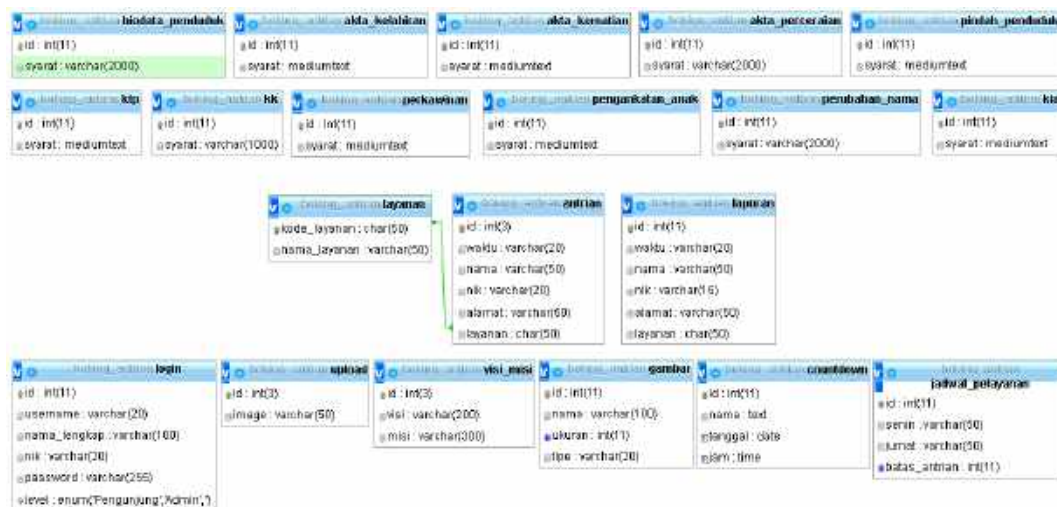 biodata_penduduk
id : int(11)
syarat : varchar(2000)
akta_kelahiran
id : int(11)
syarat : mediumtext
akta_kematian
id : int(11)
syarat : mediumtext
akta_perceraian
id : int(11)
syarat : varchar(2000)
pindah_penduduk
id : int(11)
syarat : mediumtext
ktp
id : int(11)
syarat : mediumtext
kk
id : int(11)
syarat : varchar(1000)
perkawinan
id : int(11)
syarat : mediumtext
pengankatan_anak
id : int(11)
syarat : mediumtext
perubahan_nama
id : int(11)
syarat : varchar(2000)
id : int(11)
syarat : mediumtext
layanan
kode_layanan : char(50)
nama_layanan : varchar(50)
antrian
id : int(3)
waktu : varchar(20)
nama : varchar(50)
nik : varchar(20)
alamat : varchar(60)
layanan : char(50)
laporan
id : int(11)
waktu : varchar(20)
nama : varchar(50)
nik : varchar(16)
alamat : varchar(50)
layanan : char(50)
login
id : int(11)
username : varchar(20)
nama_lengkap : varchar(100)
nik : varchar(20)
password : varchar(255)
level : enum('Pengunjung','Admin','')
upload
id : int(3)
image : varchar(50)
visi_misi
id : int(3)
visi : varchar(200)
misi : varchar(300)
gambar
id : int(11)
nama : varchar(100)
ukuran : int(11)
tipe : varchar(20)
countdown
id : int(11)
nama : text
tanggal : date
jam : time
jadwal_pelayanan
id : int(11)
senin : varchar(50)
jumat : varchar(50)
batas_antrian : int(11)